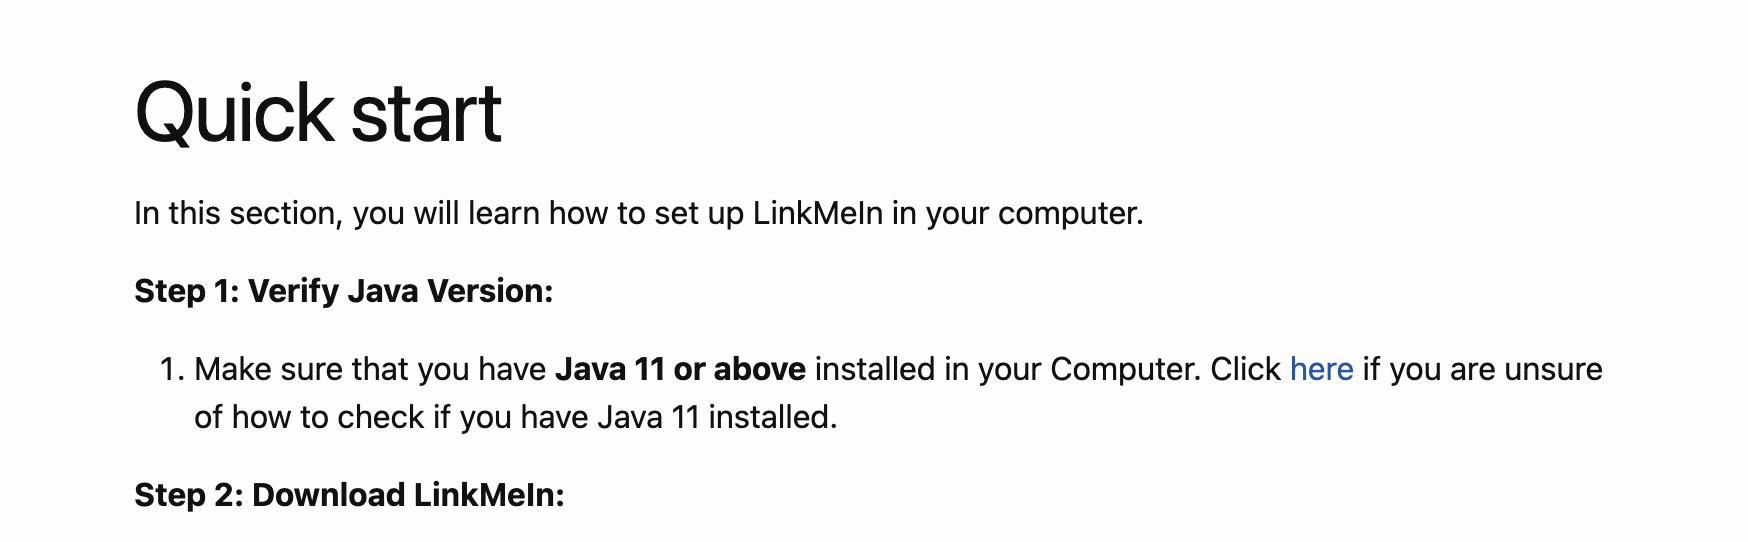 Quick start
In this section, you will learn how to set up LinkMeIn in your computer.
Step 1: Verify Java Version:
1. Make sure that you have Java 11 or above installed in your Computer. Click here if you are unsure
of how to check if you have Java 11 installed.
Step 2: Download LinkMeIn: